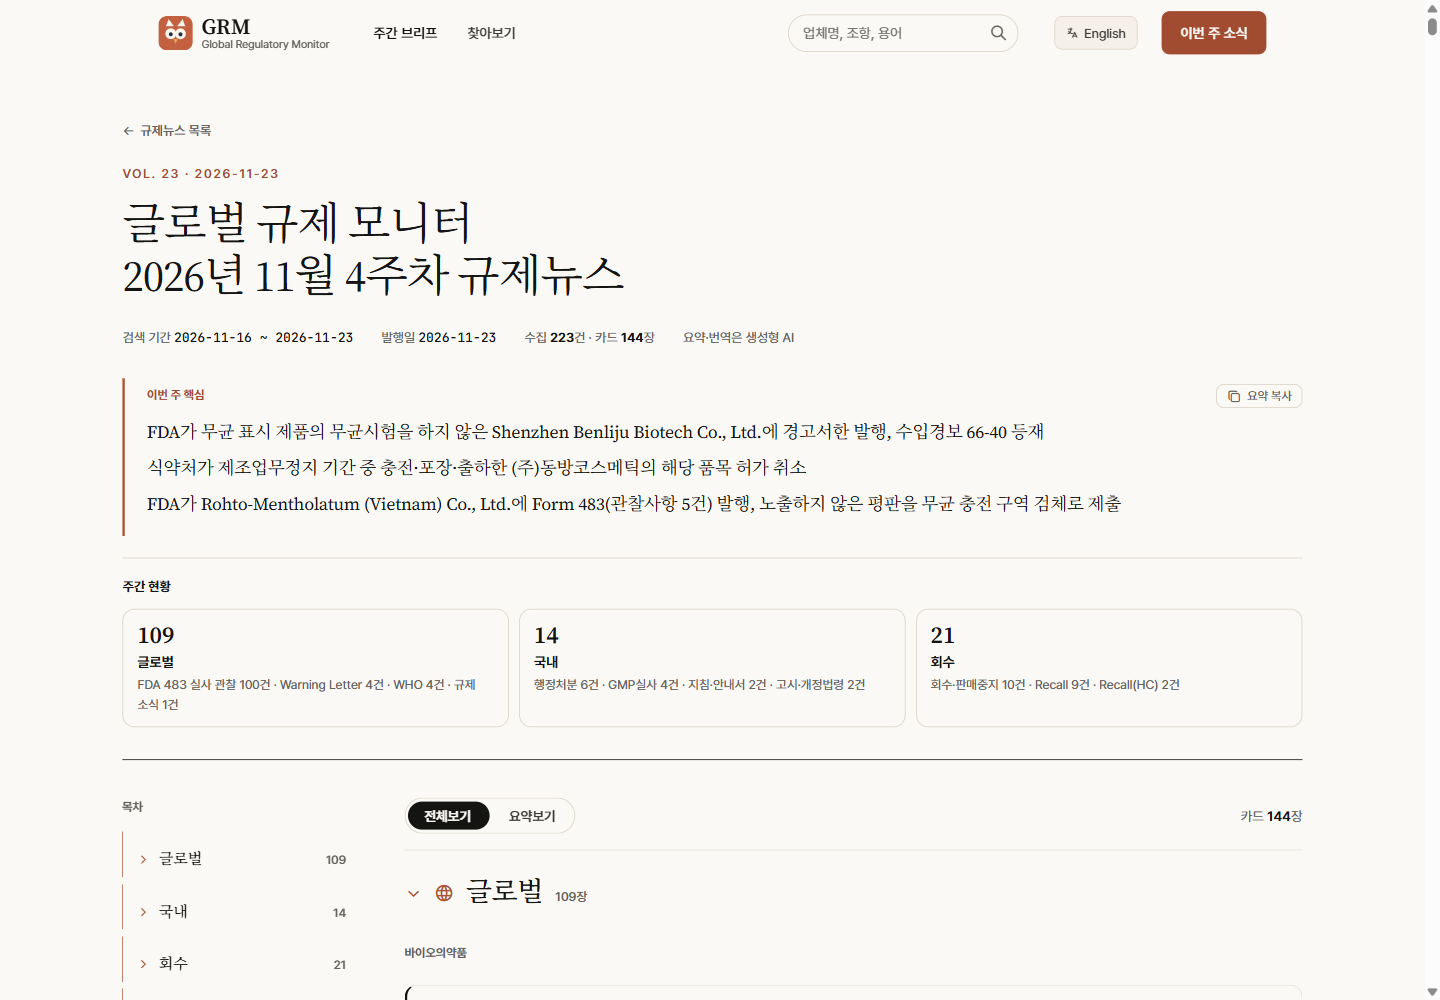 GRM
Global Regulatory Monitor
주간 브리프
찾아보기
업체명, 조항, 용어
English
이번 주 소식
← 규제뉴스 목록
VOL. 23 · 2026-11-23
글로벌 규제 모니터
2026년 11월 4주차 규제뉴스
검색 기간 2026-11-16 ~ 2026-11-23
발행일 2026-11-23
수집 223건 · 카드 144장
요약·번역은 생성형 AI
이번 주 핵심
요약 복사
FDA가 무균 표시 제품의 무균시험을 하지 않은 Shenzhen Benliju Biotech Co., Ltd.에 경고서한 발행, 수입경보 66-40 등재
식약처가 제조업무정지 기간 중 충전·포장·출하한 (주)동방코스메틱의 해당 품목 허가 취소
FDA가 Rohto-Mentholatum (Vietnam) Co., Ltd.에 Form 483(관찰사항 5건) 발행, 노출하지 않은 평판을 무균 충전 구역 검체로 제출
주간 현황
109
글로벌
FDA 483 실사 관찰 100건 · Warning Letter 4건 · WHO 4건 · 규제
소식 1건
14
국내
행정처분 6건 · GMP실사 4건 · 지침·안내서 2건 · 고시·개정법령 2건
21
회수
회수·판매중지 10건 · Recall 9건 · Recall(HC) 2건
목차
글로벌 109
국내 14
회수 21
전체보기
요약보기
카드 144장
글로벌 109장
바이오의약품